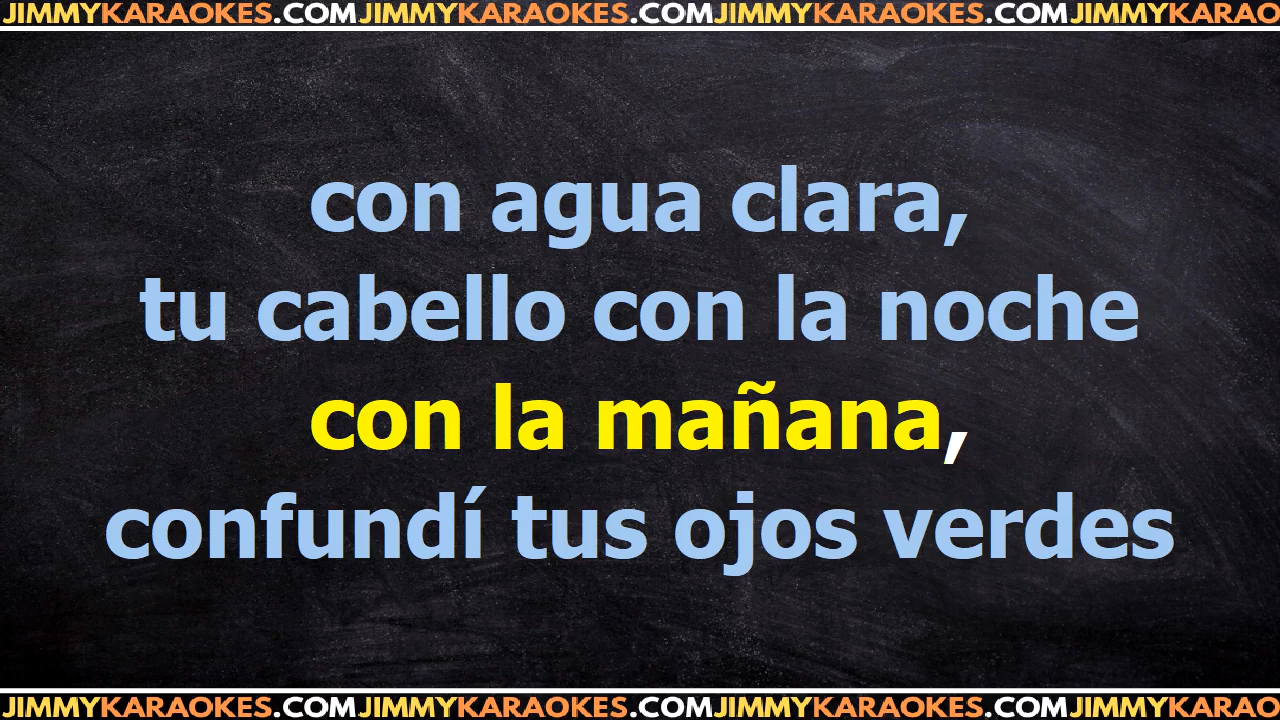 JIMMYKARAOKES.COMJIMMYKARAOKES.COMJIMMYKARAOKES.COMJIMMYKARAO
con agua clara,
tu cabello con la noche
con la mañana,
confundí tus ojos verdes
JIMMYKARAOKES.COMJIMMYKARAOKES.COMJIMMYKARAOKES.COMJIMMYKARAO